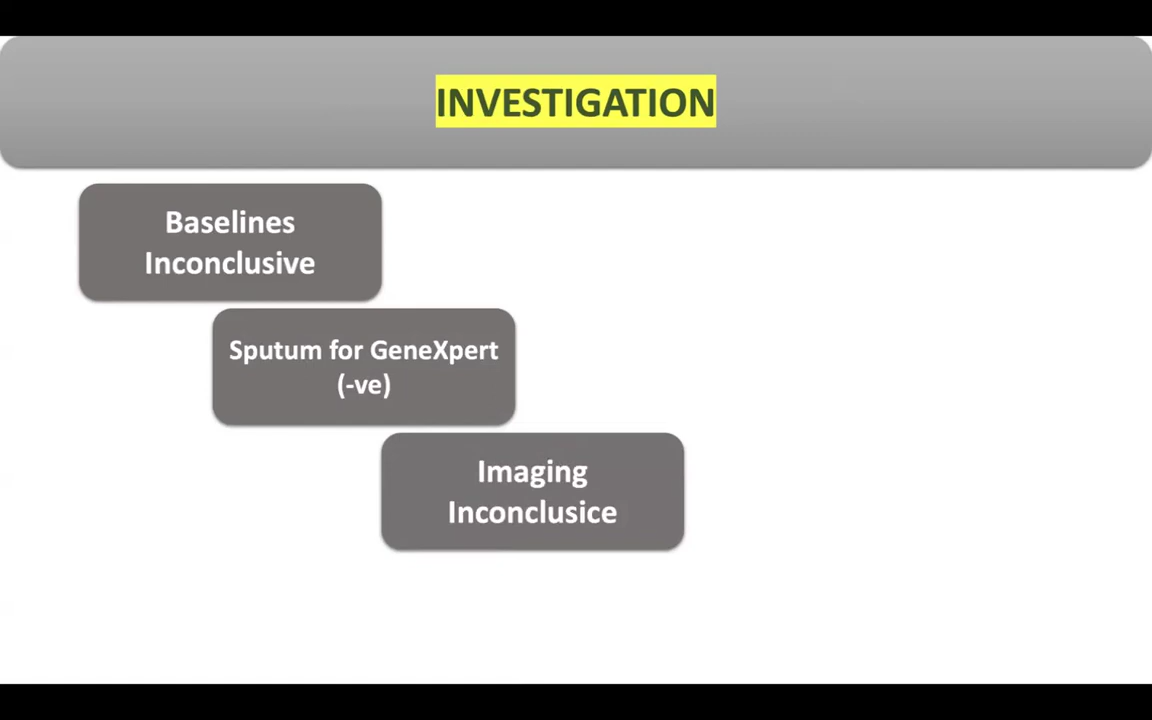 INVESTIGATION
Baselines
Inconclusive
Sputum for GeneXpert
(-ve)
Imaging
Inconclusice